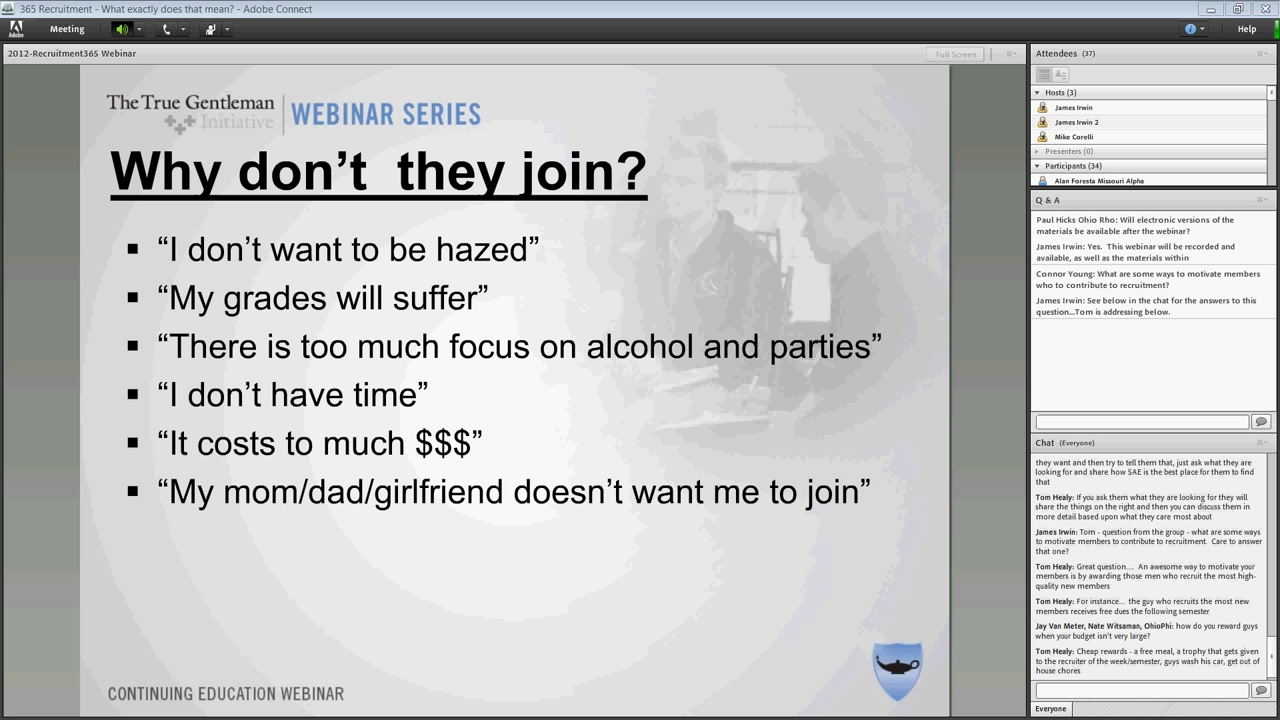 365 Recruitment - What exactly does that mean? - Adobe Connect
Adobe
Meeting
Help
2012-Recruitment365 Webinar
Full Screen
The True Gentleman
Initiative
WEBINAR SERIES
Why don't  they join?
▪ “I don’t want to be hazed”
▪ “My grades will suffer”
▪ “There is too much focus on alcohol and parties”
▪ “I don’t have time”
▪ “It costs to much $$$”
▪ “My mom/dad/girlfriend doesn’t want me to join”
CONTINUING EDUCATION WEBINAR
Attendees (37)
Hosts (3)
James Irwin
James Irwin 2
Mike Corelli
Presenters (0)
Participants (34)
Alan Foresta Missouri Alpha
Q & A
Paul Hicks Ohio Rho: Will electronic versions of the
materials be available after the webinar?
James Irwin: Yes.  This webinar will be recorded and
available, as well as the materials within
Connor Young: What are some ways to motivate members
who to contribute to recruitment?
James Irwin: See below in the chat for the answers to this
question...Tom is addressing below.
Chat (Everyone)
they want and then try to tell them that, just ask what they are
looking for and share how SAE is the best place for them to find
that
Tom Healy: If you ask them what they are looking for they will
share the things on the right and then you can discuss them in
more detail based upon what they care most about
James Irwin: Tom - question from the group - what are some ways
to motivate members to contribute to recruitment.  Care to answer
that one?
Tom Healy: Great question....  An awesome way to motivate your
members is by awarding those men who recruit the most high-
quality new members
Tom Healy: For instance...  the guy who recruits the most new
members receives free dues the following semester
Jay Van Meter, Nate Witsaman, OhioPhi: how do you reward guys
when your budget isn't very large?
Tom Healy: Cheap rewards - a free meal, a trophy that gets given
to the recruiter of the week/semester, guys wash his car, get out of
house chores
Everyone